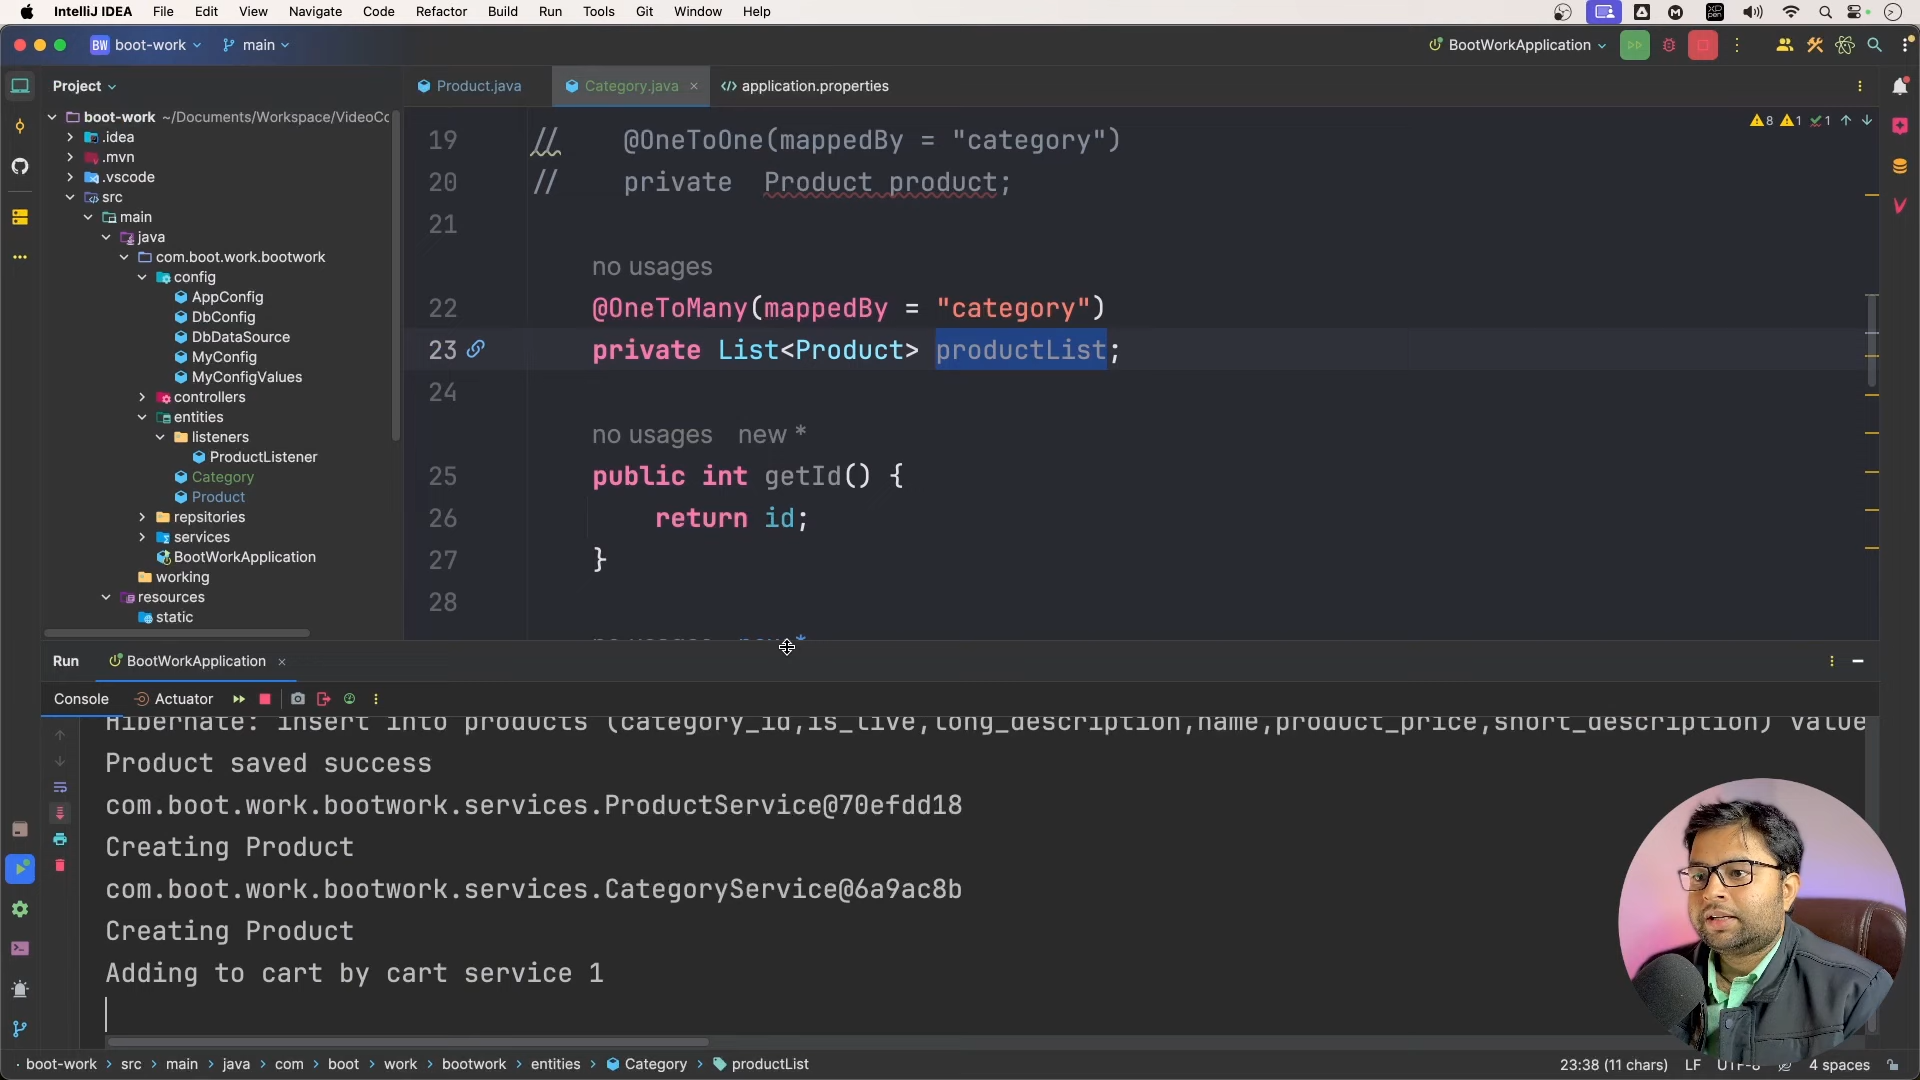 IntelliJ IDEA File Edit View Navigate Code Refactor Build Run Tools Git Window Help
BW boot-work main BootWorkApplication
Project
Product.java Category.java application.properties
boot-work ~/Documents/Workspace/VideoCo
.idea
.mvn
.vscode
src
main
java
com.boot.work.bootwork
config
AppConfig
DbConfig
DbDataSource
MyConfig
MyConfigValues
controllers
entities
listeners
ProductListener
Category
Product
repsitories
services
BootWorkApplication
working
resources
static
8 1 1
19 // @OneToOne(mappedBy = "category")
20 // private Product product;
21
no usages
22 @OneToMany(mappedBy = "category")
23 private List<Product> productList;
24
no usages new *
25 public int getId() {
26 return id;
27 }
28
no usages new *
Run BootWorkApplication
Console Actuator
Hibernate: insert into products (category_id,is_live,long_description,name,product_price,short_description) value
Product saved success
com.boot.work.bootwork.services.ProductService@70efdd18
Creating Product
com.boot.work.bootwork.services.CategoryService@6a9ac8b
Creating Product
Adding to cart by cart service 1
boot-work > src > main > java > com > boot > work > bootwork > entities > Category > productList
23:38 (11 chars) LF UTF-8 4 spaces